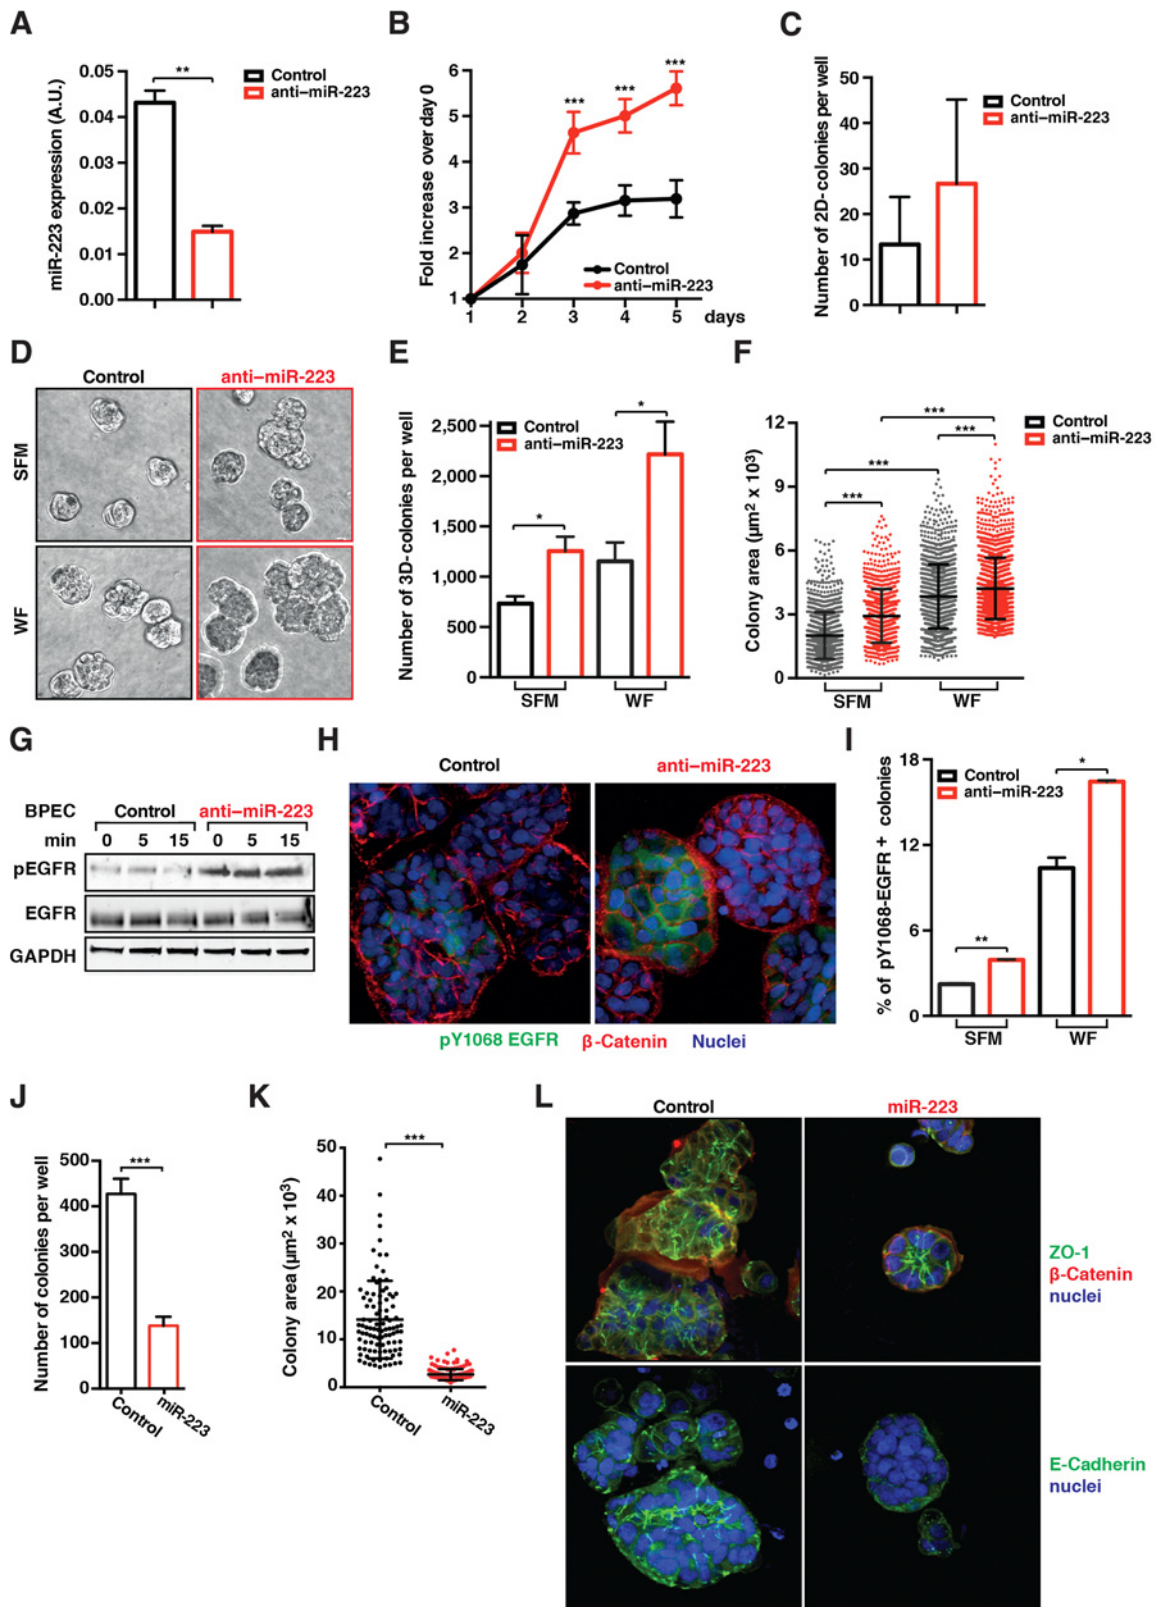 A
miR-223 expression (A.U.)
0.05
0.04
0.03
0.02
0.01
0.00
**
Control
anti–miR-223
B
Fold increase over day 0
6
5
4
3
2
1
***
***
***
Control
anti–miR-223
1 2 3 4 5 days
C
Number of 2D-colonies per well
50
40
30
20
10
0
Control
anti–miR-223
D
Control anti–miR-223
SFM
WF
E
Number of 3D-colonies per well
2,500
2,000
1,500
1,000
500
0
Control
anti–miR-223
*
*
SFM WF
F
Colony area (µm² x 10³)
12
9
6
3
0
***
***
***
***
Control
anti–miR-223
SFM WF
G
BPEC Control anti–miR-223
min 0 5 15 0 5 15
pEGFR
EGFR
GAPDH
H
Control anti–miR-223
pY1068 EGFR β-Catenin Nuclei
I
% of pY1068-EGFR⁺ colonies
18
12
6
0
Control
anti–miR-223
**
*
SFM WF
J
Number of colonies per well
500
400
300
200
100
0
***
Control miR-223
K
Colony area (µm² x 10³)
50
40
30
20
10
0
***
Control miR-223
L
Control miR-223
ZO-1
β-Catenin
nuclei
E-Cadherin
nuclei